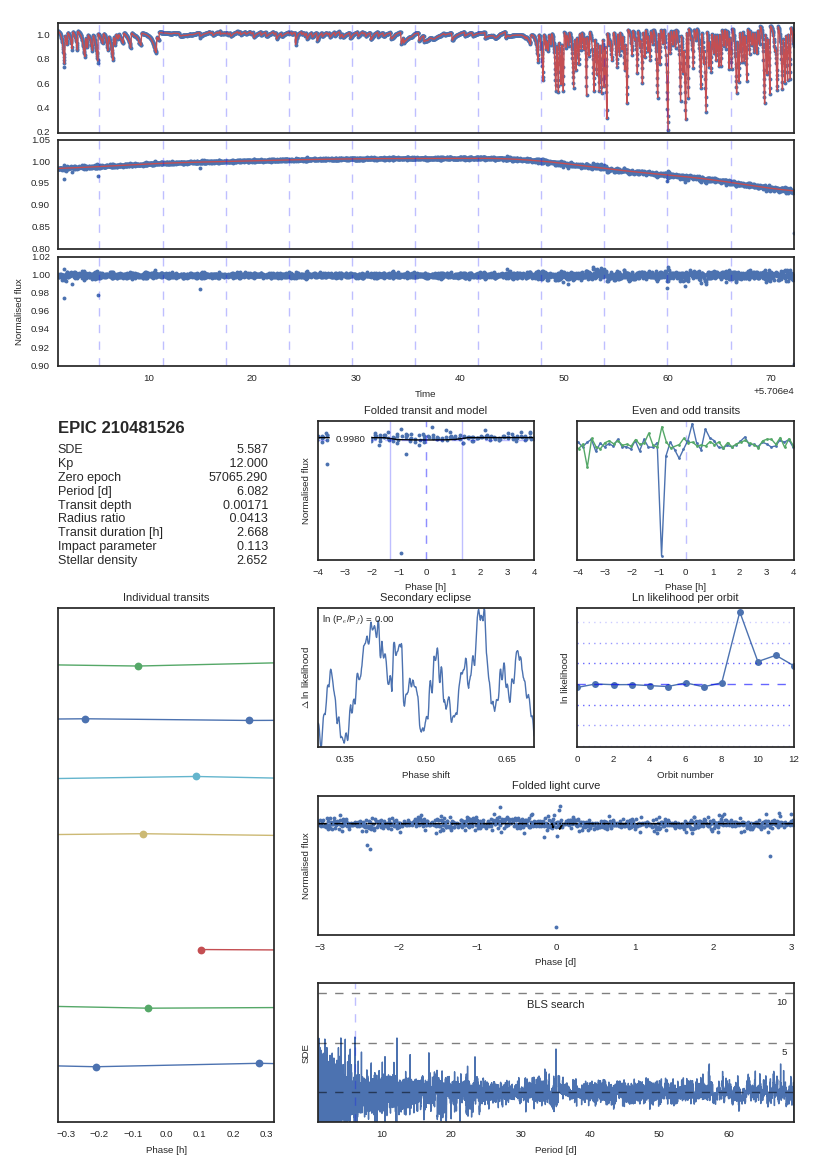 1.0
0.8
0.6
0.4
0.2
1.05
1.00
0.95
0.90
0.85
0.80
1.02
1.00
0.98
0.96
0.94
0.92
0.90
Normalised flux
10 20 30 40 50 60 70
Time
+5.706e4
EPIC 210481526
SDE 5.587
Kp 12.000
Zero epoch 57065.290
Period [d] 6.082
Transit depth 0.00171
Radius ratio 0.0413
Transit duration [h] 2.668
Impact parameter 0.113
Stellar density 2.652
Folded transit and model
0.9980
Normalised flux
−4 −3 −2 −1 0 1 2 3 4
Phase [h]
Even and odd transits
−4 −3 −2 −1 0 1 2 3 4
Phase [h]
Individual transits
−0.3 −0.2 −0.1 0.0 0.1 0.2 0.3
Phase [h]
Secondary eclipse
Δ ln likelihood
0.35 0.50 0.65
Phase shift
Ln likelihood per orbit
ln likelihood
0 2 4 6 8 10 12
Orbit number
Folded light curve
Normalised flux
−3 −2 −1 0 1 2 3
Phase [d]
BLS search
10
5
SDE
10 20 30 40 50 60
Period [d]